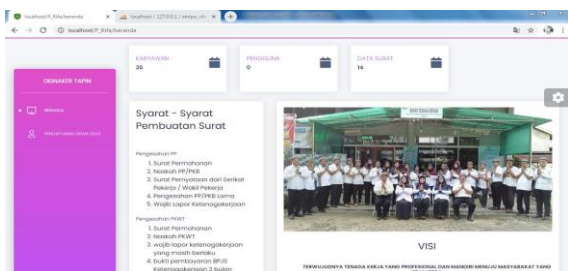 localhost/P_Rifa/beranda
localhost / 127.0.0.1 /
localhost/P_Rifa/beranda
KARYAWAN
20
PENGGUNA
0
DATA SURAT
14
DISNAKER TAPIN
BERANDA
Syarat - Syarat
Pembuatan Surat
Pengesahan PP
1. Surat Permohonan
2. Naskah PP/PKB
3. Surat Pernyataan dari Serikat
Pekerja / Wakil Pekerja
4. Pengesahan PP/PKB Lama
5. Wajib Lapor Ketenagakerjaan
Pengesahan PKWT
1. Surat Permohonan
2. Naskah PKWT
3. wajib lapor ketenagakerjaan
yang masih berlaku
4. bukti pembayaran BPJS
Ketenagakerjaan 3 bulan
VISI
TERWUJUDNYA TENAGA KERJA YANG PROFESIONAL DAN MANDIRI MENUJU MASYARAKAT YANG